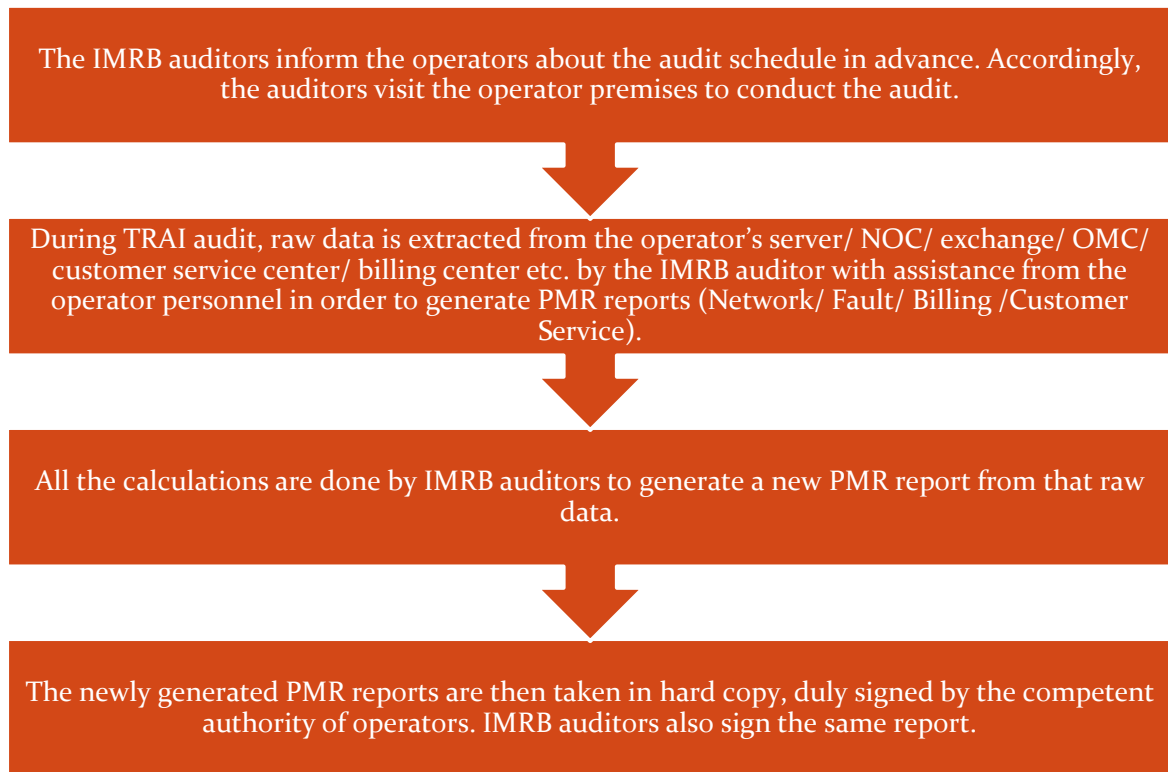 The IMRB auditors inform the operators about the audit schedule in advance. Accordingly,
the auditors visit the operator premises to conduct the audit.
During TRAI audit, raw data is extracted from the operator's server/ NOC/ exchange/ OMC/
customer service center/ billing center etc. by the IMRB auditor with assistance from the
operator personnel in order to generate PMR reports (Network/ Fault/ Billing /Customer
Service).
All the calculations are done by IMRB auditors to generate a new PMR report from that raw
data.
The newly generated PMR reports are then taken in hard copy, duly signed by the competent
authority of operators. IMRB auditors also sign the same report.